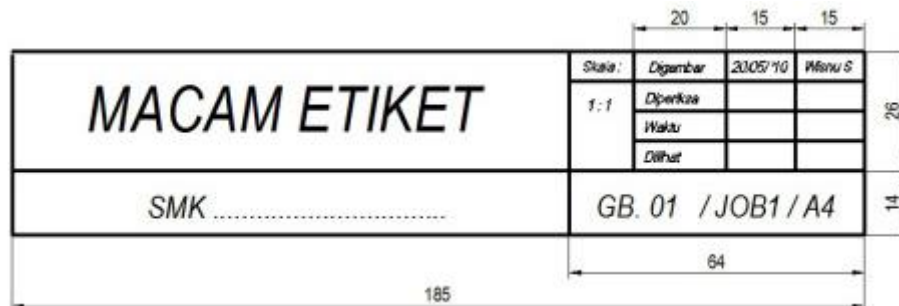 20 15 15
MACAM ETIKET
Skala : Digambar 20/05/'10 Wisnu S
1 : 1 Diperiksa
Waktu
Dilihat
26
SMK ................................
GB. 01 / JOB1 / A4
14
64
185